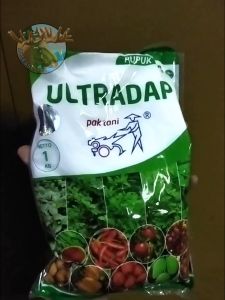 PUPUK
ULTRADAP
pak tani
®
NETTO
1
KG